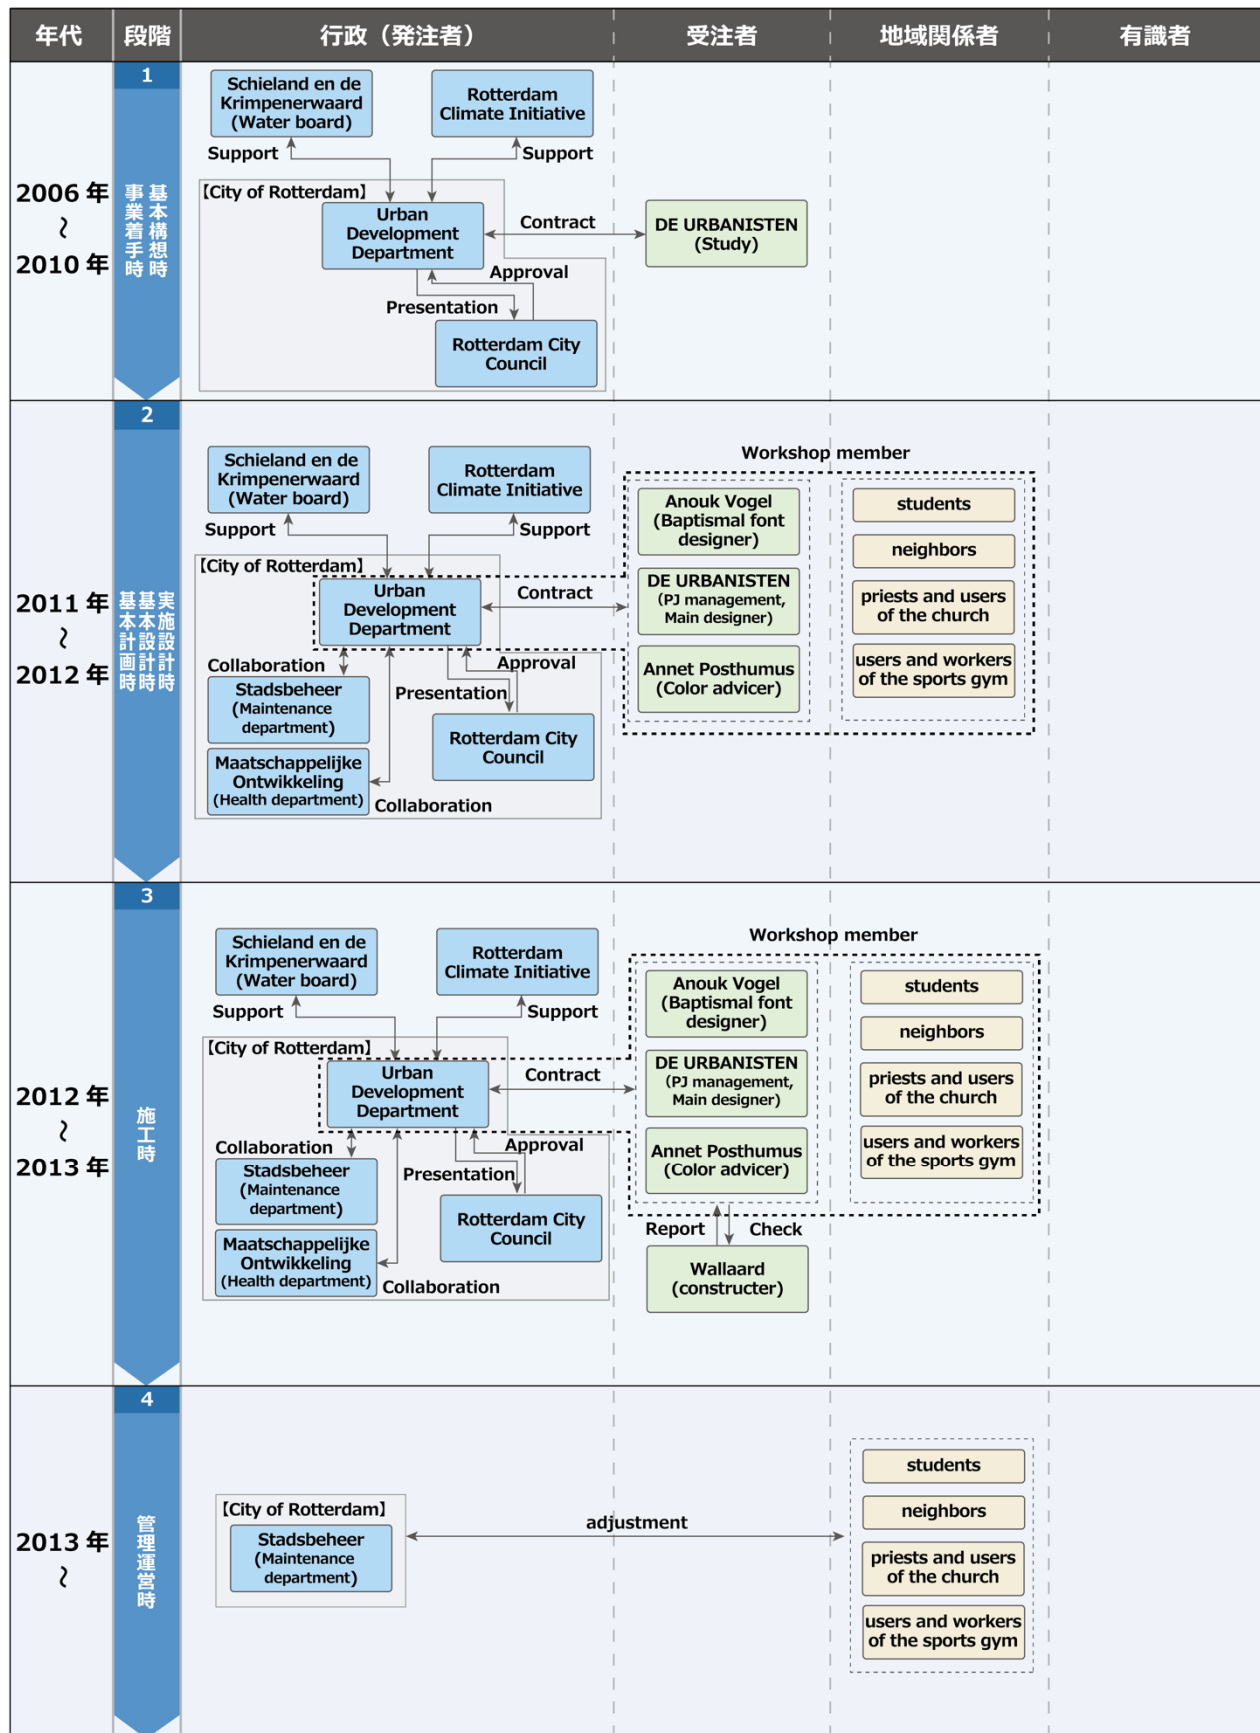 年代 段階 行政（発注者） 受注者 地域関係者 有識者
1
2006 年
～
2010 年
基本構想時
事業着手時
Schieland en de
Krimpenerwaard
(Water board)
Rotterdam
Climate Initiative
Support
Support
【City of Rotterdam】
Urban
Development
Department
Contract
DE URBANISTEN
(Study)
Approval
Presentation
Rotterdam City
Council
2
2011 年
～
2012 年
実施設計時
基本設計時
基本計画時
Schieland en de
Krimpenerwaard
(Water board)
Rotterdam
Climate Initiative
Support
Support
【City of Rotterdam】
Urban
Development
Department
Contract
Collaboration
Approval
Presentation
Stadsbeheer
(Maintenance
department)
Rotterdam City
Council
Maatschappelijke
Ontwikkeling
(Health department)
Collaboration
Workshop member
Anouk Vogel
(Baptismal font
designer)
DE URBANISTEN
(PJ management,
Main designer)
Annet Posthumus
(Color advicer)
students
neighbors
priests and users
of the church
users and workers
of the sports gym
3
2012 年
～
2013 年
施工時
Schieland en de
Krimpenerwaard
(Water board)
Rotterdam
Climate Initiative
Support
Support
【City of Rotterdam】
Urban
Development
Department
Contract
Collaboration
Approval
Presentation
Stadsbeheer
(Maintenance
department)
Rotterdam City
Council
Maatschappelijke
Ontwikkeling
(Health department)
Collaboration
Workshop member
Anouk Vogel
(Baptismal font
designer)
DE URBANISTEN
(PJ management,
Main designer)
Annet Posthumus
(Color advicer)
Report
Check
Wallaard
(constructer)
students
neighbors
priests and users
of the church
users and workers
of the sports gym
4
2013 年
～
管理運営時
【City of Rotterdam】
Stadsbeheer
(Maintenance
department)
adjustment
students
neighbors
priests and users
of the church
users and workers
of the sports gym